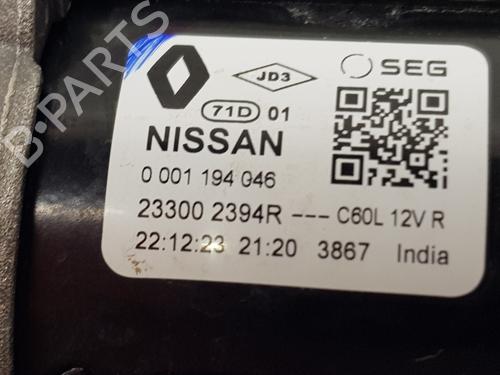 B-PARTS
JD3
SEG
71D 01
NISSAN
0 001 194 046
23300 2394R --- C60L 12V R
22:12:23 21:20 3867 India